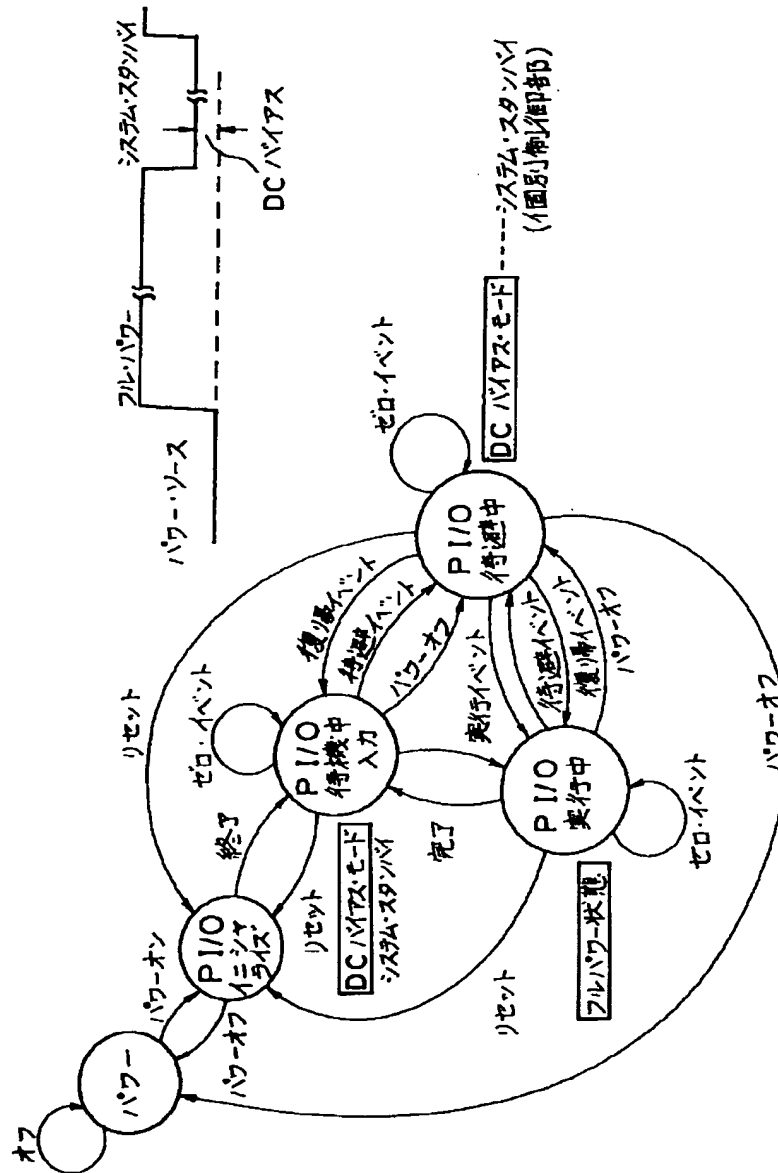 パワー・ソース
フル・パワー
システム・スタンバイ
DC バイアス
オフ
パワー
パワーオン
パワーオフ
P I/O
イニシャ
ライズ
リセット
終了
リセット
ゼロ・イベント
P I/O
待機中
入力
DC バイアス・モード
システム・スタンバイ
復帰イベント
待避イベント
パワーオフ
ゼロ・イベント
P I/O
待避中
DC バイアス・モード
システム・スタンバイ
(個別制御部)
完了
実行イベント
待避イベント
復帰イベント
パワーオフ
P I/O
実行中
フルパワー状態
リセット
ゼロ・イベント
パワーオフ